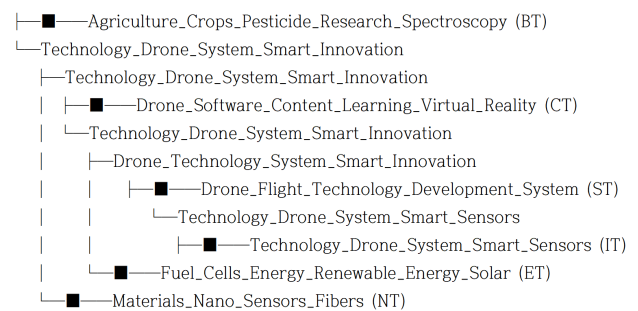 ├─■──Agriculture_Crops_Pesticide_Research_Spectroscopy (BT)
└─Technology_Drone_System_Smart_Innovation
├─Technology_Drone_System_Smart_Innovation
│ ├─■──Drone_Software_Content_Learning_Virtual_Reality (CT)
│ └─Technology_Drone_System_Smart_Innovation
│ ├─Drone_Technology_System_Smart_Innovation
│ │ ├─■──Drone_Flight_Technology_Development_System (ST)
│ │ └─Technology_Drone_System_Smart_Sensors
│ │ ├─■──Technology_Drone_System_Smart_Sensors (IT)
│ └─■──Fuel_Cells_Energy_Renewable_Energy_Solar (ET)
└─■──Materials_Nano_Sensors_Fibers (NT)